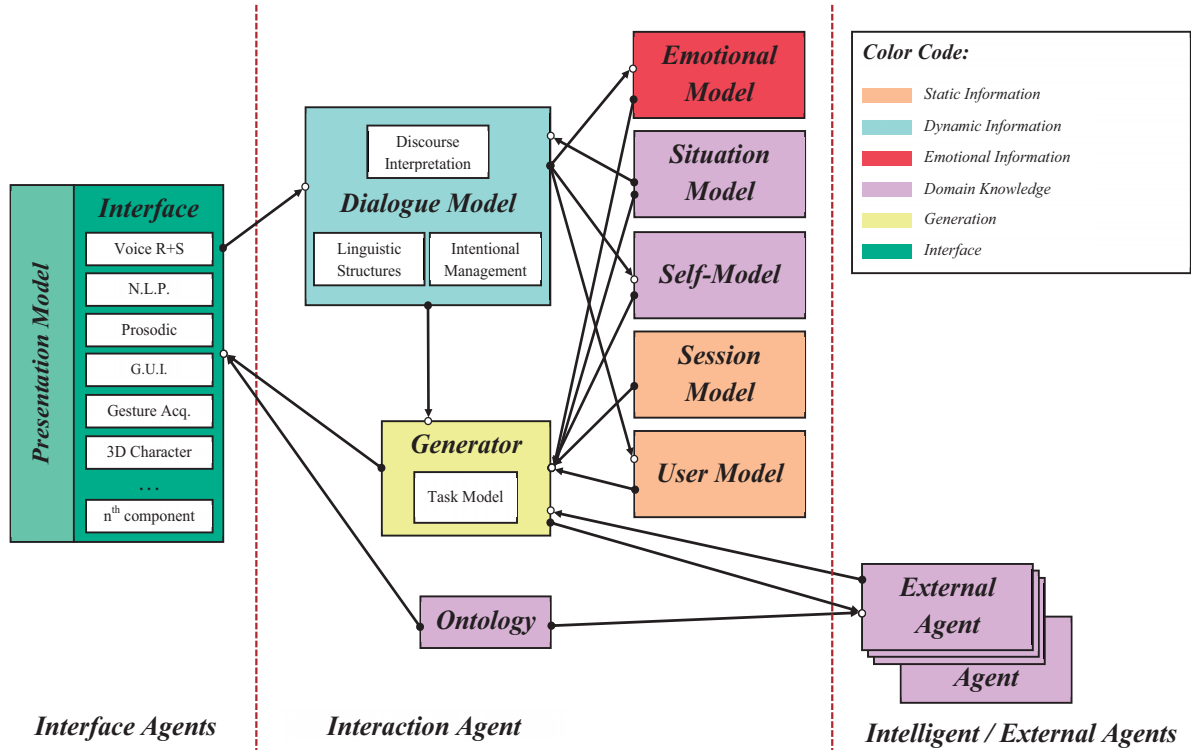 Presentation Model
Interface
Voice R+S
N.L.P.
Prosodic
G.U.I.
Gesture Acq.
3D Character
…
nth component
Discourse
Interpretation
Dialogue Model
Linguistic
Structures
Intentional
Management
Generator
Task Model
Ontology
Emotional
Model
Situation
Model
Self-Model
Session
Model
User Model
Color Code:
Static Information
Dynamic Information
Emotional Information
Domain Knowledge
Generation
Interface
External
Agent
Agent
Interface Agents
Interaction Agent
Intelligent / External Agents